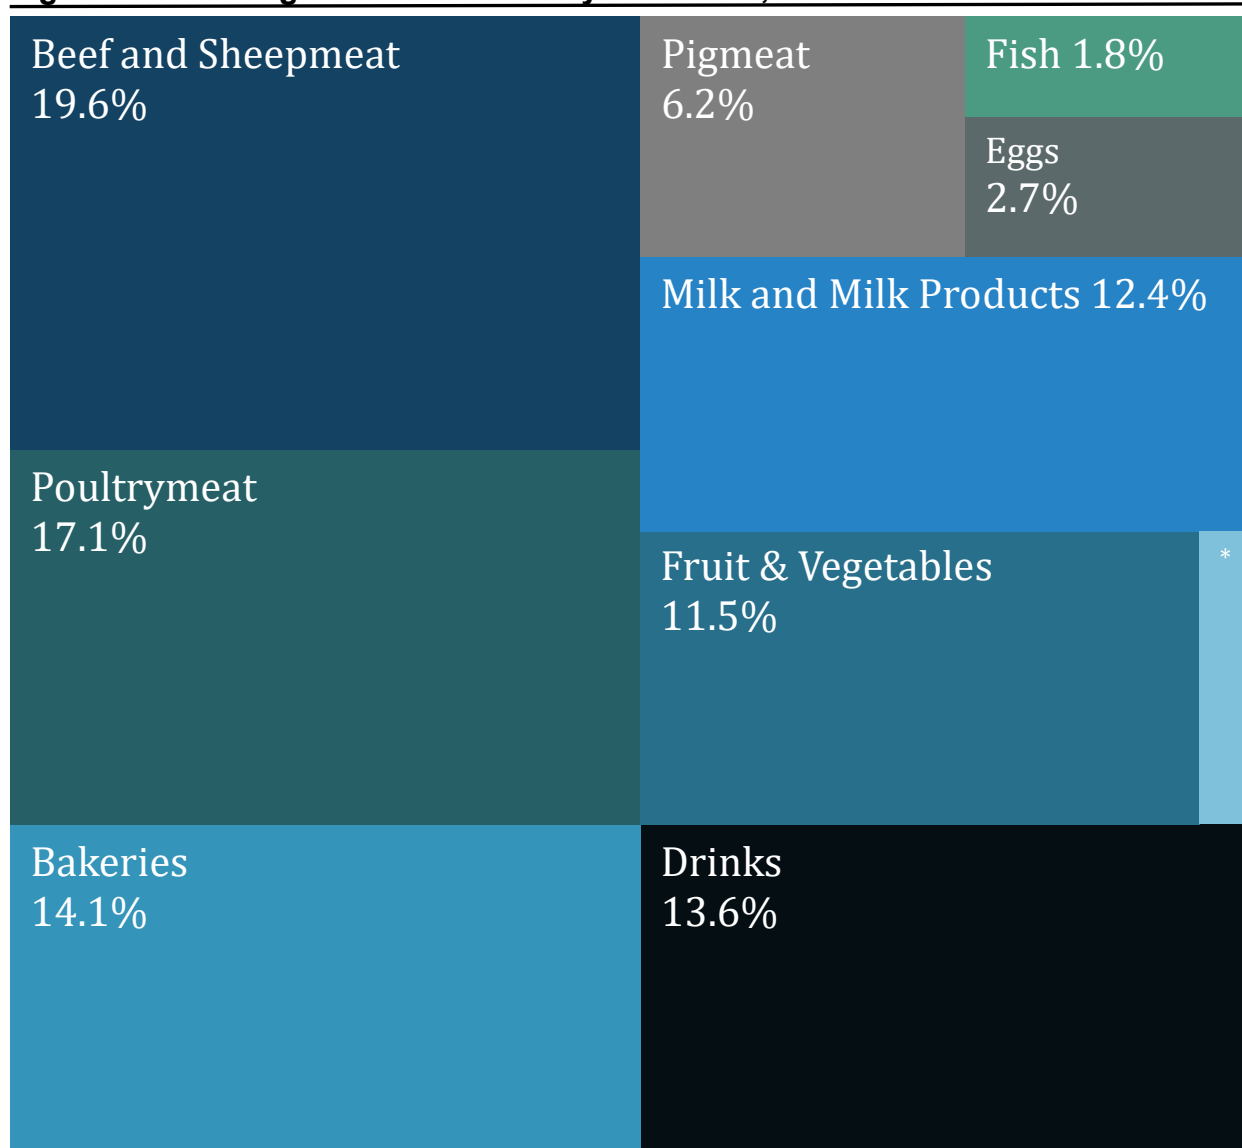 Beef and Sheepmeat
19.6%
Pigmeat
6.2%
Fish 1.8%
Eggs
2.7%
Milk and Milk Products 12.4%
Poultrymeat
17.1%
Fruit & Vegetables
11.5%
*
Bakeries
14.1%
Drinks
13.6%